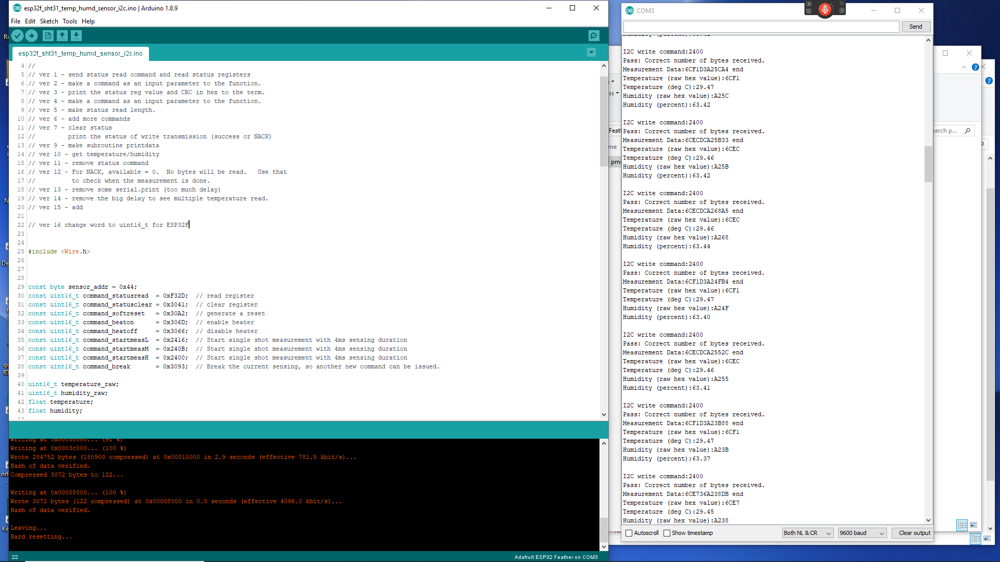 esp32f_sht31_temp_humd_sensor_i2c.ino | Arduino 1.8.9
File Edit Sketch Tools Help
esp32f_sht31_temp_humd_sensor_i2c.ino
4 //
5 // ver 1 - send status read command and read status registers
6 // ver 2 - make a command as an input parameter to the function.
7 // ver 3 - print the status reg value and CRC in hex to the term.
8 // ver 4 - make a command as an input parameter to the function.
9 // ver 5 - make status read length.
10 // ver 6 - add more commands
11 // ver 7 - clear status
12 // print the status of write transmission (success or NACK)
13 // ver 9 - make subroutine printdata
14 // ver 10 - get temperature/humidity
15 // ver 11 - remove status command
16 // ver 12 - For NACK, available = 0. No bytes will be read. Use that
17 // to check when the measurement is done.
18 // ver 13 - remove some serial.print (too much delay)
19 // ver 14 - remove the big delay to see multiple temperature read.
20 // ver 15 - add
21
22 // ver 16 change word to uint16_t for ESP32F
23
24
25 #include <Wire.h>
26
27
28
29 const byte sensor_addr = 0x44;
30 const uint16_t command_statusread = 0xF32D; // read register
31 const uint16_t command_statusclear = 0x3041; // clear register
32 const uint16_t command_softreset = 0x30A2; // generate a reset
33 const uint16_t command_heaton = 0x306D; // enable heater
34 const uint16_t command_heatoff = 0x3066; // disable heater
35 const uint16_t command_startmeasL = 0x2416; // Start single shot measurement with 4ms sensing duration
36 const uint16_t command_startmeasM = 0x240B; // Start single shot measurement with 4ms sensing duration
37 const uint16_t command_startmeasH = 0x2400; // Start single shot measurement with 4ms sensing duration
38 const uint16_t command_break = 0x3093; // Break the current sensing, so another new command can be issued.
39
40 uint16_t temperature_raw;
41 uint16_t humidity_raw;
42 float temperature;
43 float humidity;
Writing at 0x00038000... (91 %)
Writing at 0x0003c000... (100 %)
Wrote 284752 bytes (180900 compressed) at 0x00010000 in 2.9 seconds (effective 781.5 kbit/s)...
Hash of data verified.
Compressed 3072 bytes to 122...
Writing at 0x00008000... (100 %)
Wrote 3072 bytes (122 compressed) at 0x00008000 in 0.0 seconds (effective 4096.0 kbit/s)...
Hash of data verified.
Leaving...
Hard resetting...
22
Adafruit ESP32 Feather on COM3
COM3
Send
I2C write command:2400
Pass: Correct number of bytes received.
Measurement Data:6CF1D3A25CA4 end
Temperature (raw hex value):6CF1
Temperature (deg C):29.47
Humidity (raw hex value):A25C
Humidity (percent):63.42
I2C write command:2400
Pass: Correct number of bytes received.
Measurement Data:6CECDCA25B33 end
Temperature (raw hex value):6CEC
Temperature (deg C):29.46
Humidity (raw hex value):A25B
Humidity (percent):63.42
I2C write command:2400
Pass: Correct number of bytes received.
Measurement Data:6CECDCA268A5 end
Temperature (raw hex value):6CEC
Temperature (deg C):29.46
Humidity (raw hex value):A268
Humidity (percent):63.44
I2C write command:2400
Pass: Correct number of bytes received.
Measurement Data:6CF1D3A24FB4 end
Temperature (raw hex value):6CF1
Temperature (deg C):29.47
Humidity (raw hex value):A24F
Humidity (percent):63.40
I2C write command:2400
Pass: Correct number of bytes received.
Measurement Data:6CECDCA2552C end
Temperature (raw hex value):6CEC
Temperature (deg C):29.46
Humidity (raw hex value):A255
Humidity (percent):63.41
I2C write command:2400
Pass: Correct number of bytes received.
Measurement Data:6CF1D3A23B88 end
Temperature (raw hex value):6CF1
Temperature (deg C):29.47
Humidity (raw hex value):A23B
Humidity (percent):63.37
I2C write command:2400
Pass: Correct number of bytes received.
Measurement Data:6CE736A238DB end
Temperature (raw hex value):6CE7
Temperature (deg C):29.45
Humidity (raw hex value):A238
Autoscroll Show timestamp Both NL & CR 9600 baud Clear output